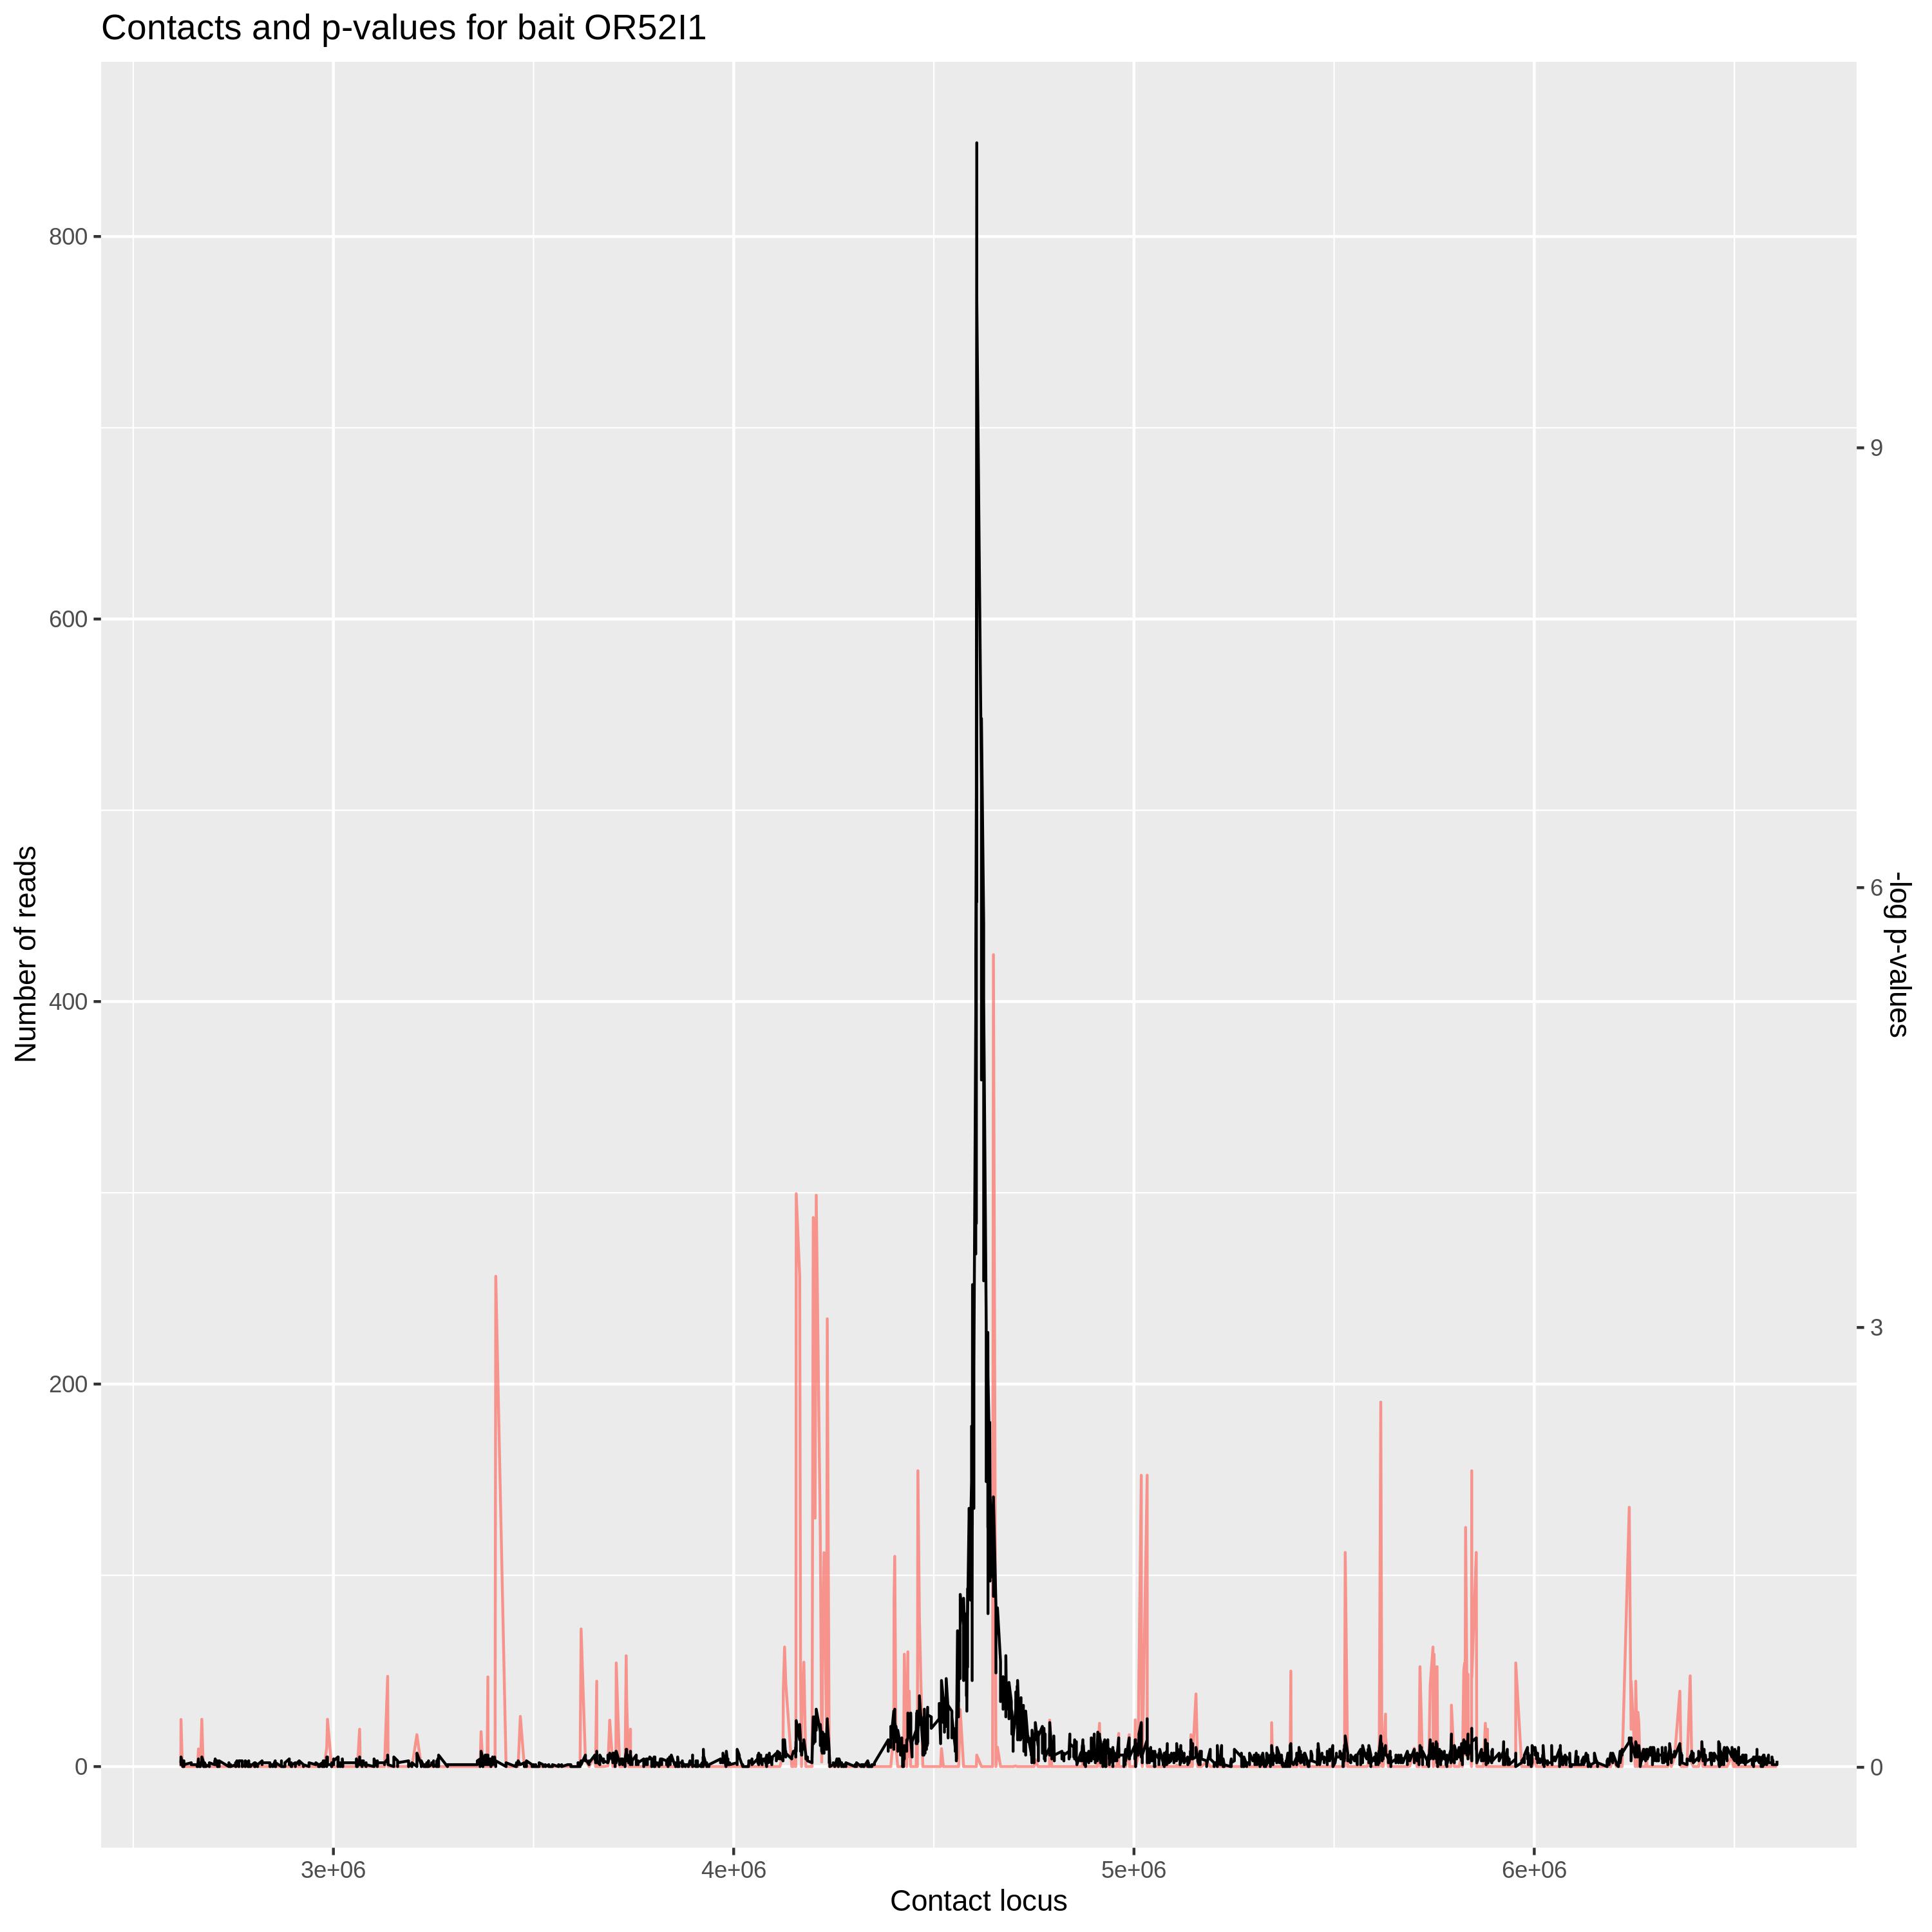 Contacts and p-values for bait OR52I1
800
600
400
200
0
Number of reads
9
6
3
0
-log p-values
3e+06
4e+06
5e+06
6e+06
Contact locus